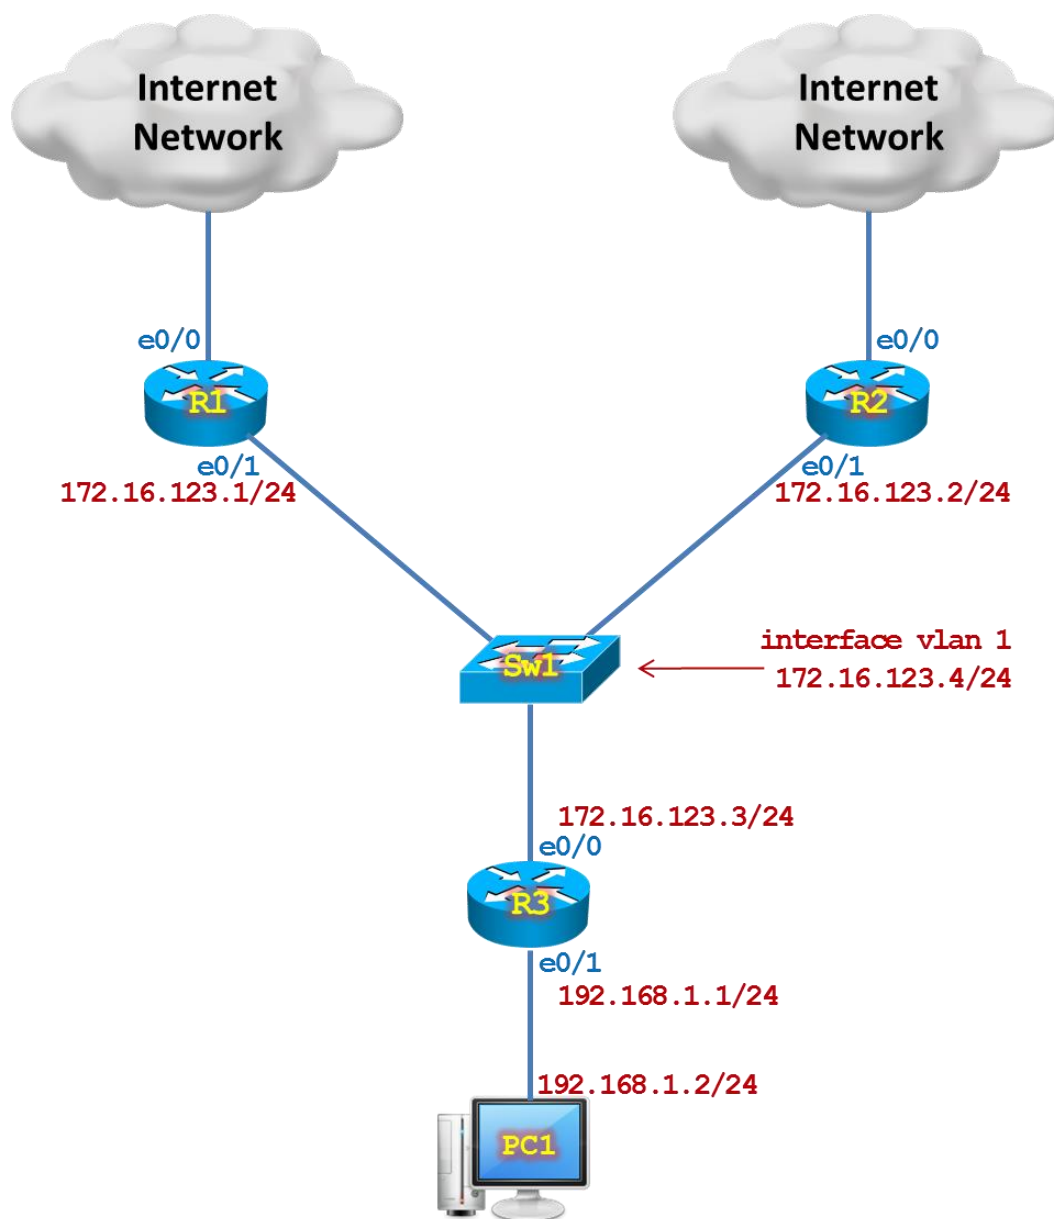 Internet
Network
Internet
Network
e0/0
e0/0
R1
R2
e0/1
e0/1
172.16.123.1/24
172.16.123.2/24
interface vlan 1
Sw1
172.16.123.4/24
172.16.123.3/24
e0/0
R3
e0/1
192.168.1.1/24
192.168.1.2/24
PC1